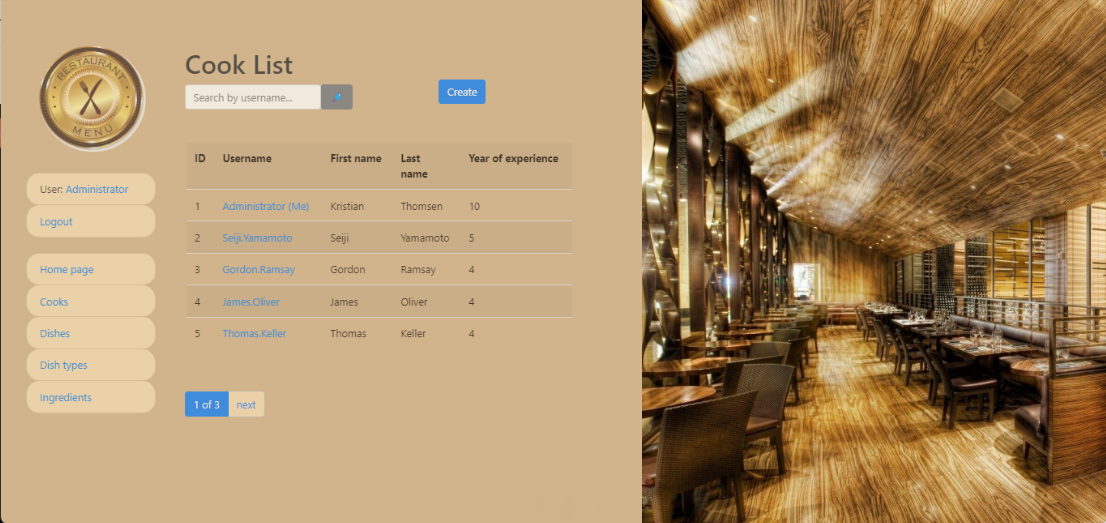 RESTAURANT
MENU
User: Administrator
Logout
Home page
Cooks
Dishes
Dish types
Ingredients
Cook List
Search by username...
Create
ID Username First name Last name Year of experience
1 Administrator (Me) Kristian Thomsen 10
2 Seiji.Yamamoto Seiji Yamamoto 5
3 Gordon.Ramsay Gordon Ramsay 4
4 James.Oliver James Oliver 4
5 Thomas.Keller Thomas Keller 4
1 of 3 next